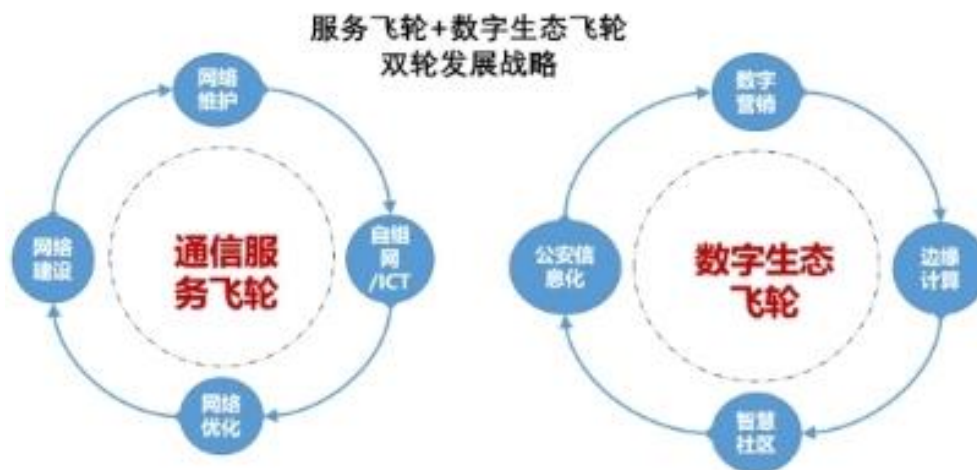 服务飞轮+数字生态飞轮
双轮发展战略
网络
维护
自组
网
/ICT
网络
优化
网络
建设
通信服
务飞轮
数字
营销
边缘
计算
智慧
社区
公安信
息化
数字生态
飞轮